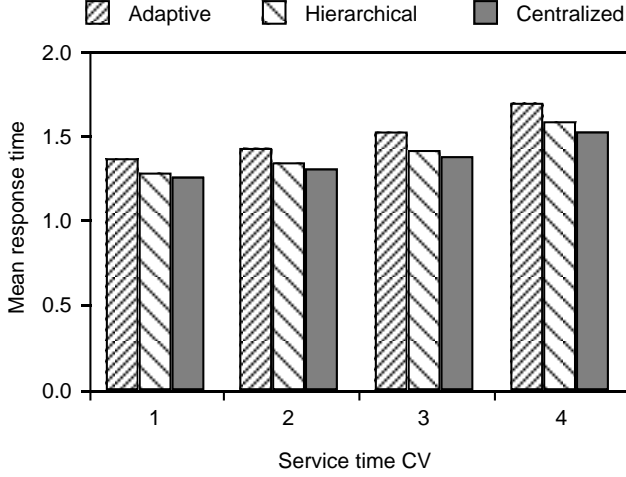 Adaptive Hierarchical Centralized
2.0
1.5
1.0
0.5
0.0
Mean response time
1 2 3 4
Service time CV